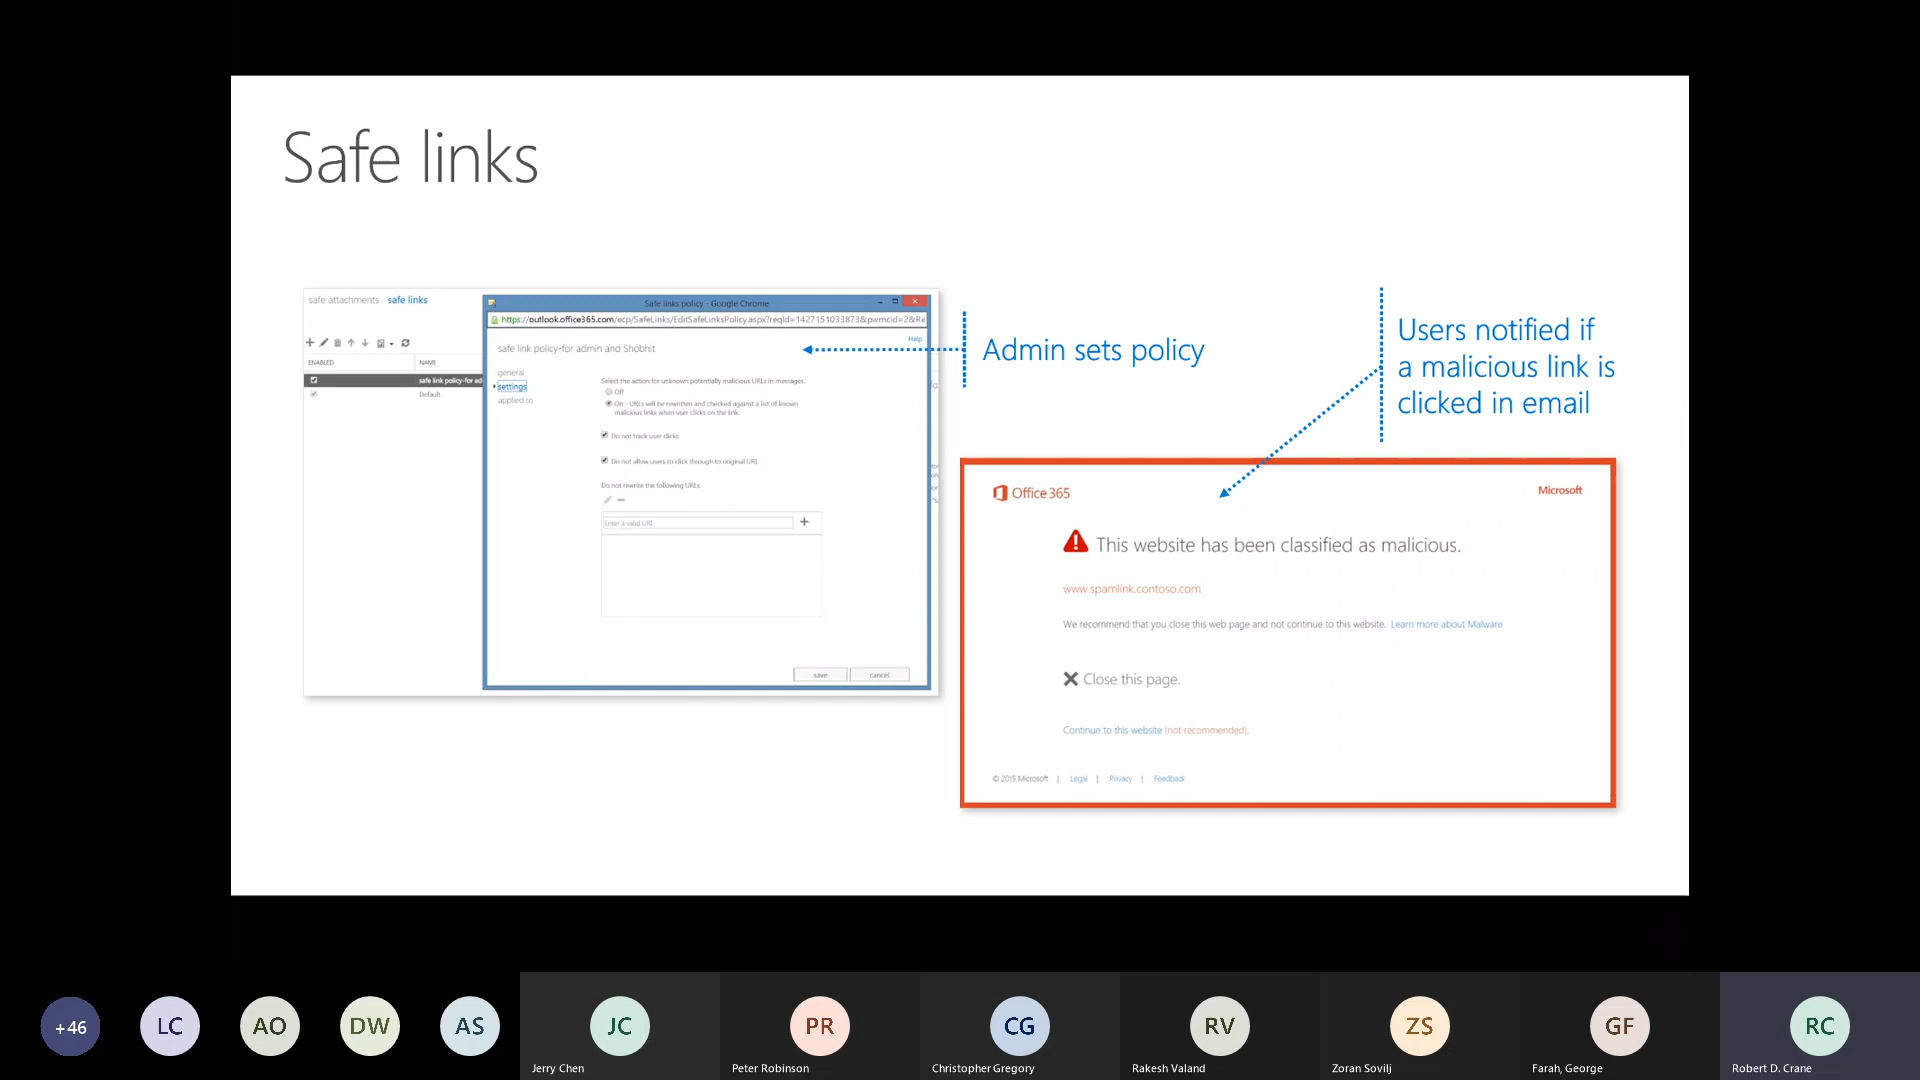 Safe links
safe attachments safe links
ENABLED NAME
safe link policy-for ad
Default
Safe links policy - Google Chrome
https://outlook.office365.com/ecp/SafeLinks/EditSafeLinksPolicy.aspx?reqId=1427151033873&pwmcid=2&Re
Help
safe link policy-for admin and Shobhit
general
settings
applied to
Select the action for unknown potentially malicious URLs in messages.
Off
On - URLs will be rewritten and checked against a list of known
malicious links when user clicks on the link.
Do not track user clicks
Do not allow users to click through to original URL
Do not rewrite the following URLs:
Enter a valid URL
save cancel
Admin sets policy
Users notified if
a malicious link is
clicked in email
Office 365
Microsoft
This website has been classified as malicious.
www.spamlink.contoso.com
We recommend that you close this web page and not continue to this website. Learn more about Malware
Close this page.
Continue to this website (not recommended).
© 2015 Microsoft | Legal | Privacy | Feedback
+46 LC AO DW AS JC PR CG RV ZS GF RC
Jerry Chen Peter Robinson Christopher Gregory Rakesh Valand Zoran Sovilj Farah, George Robert D. Crane